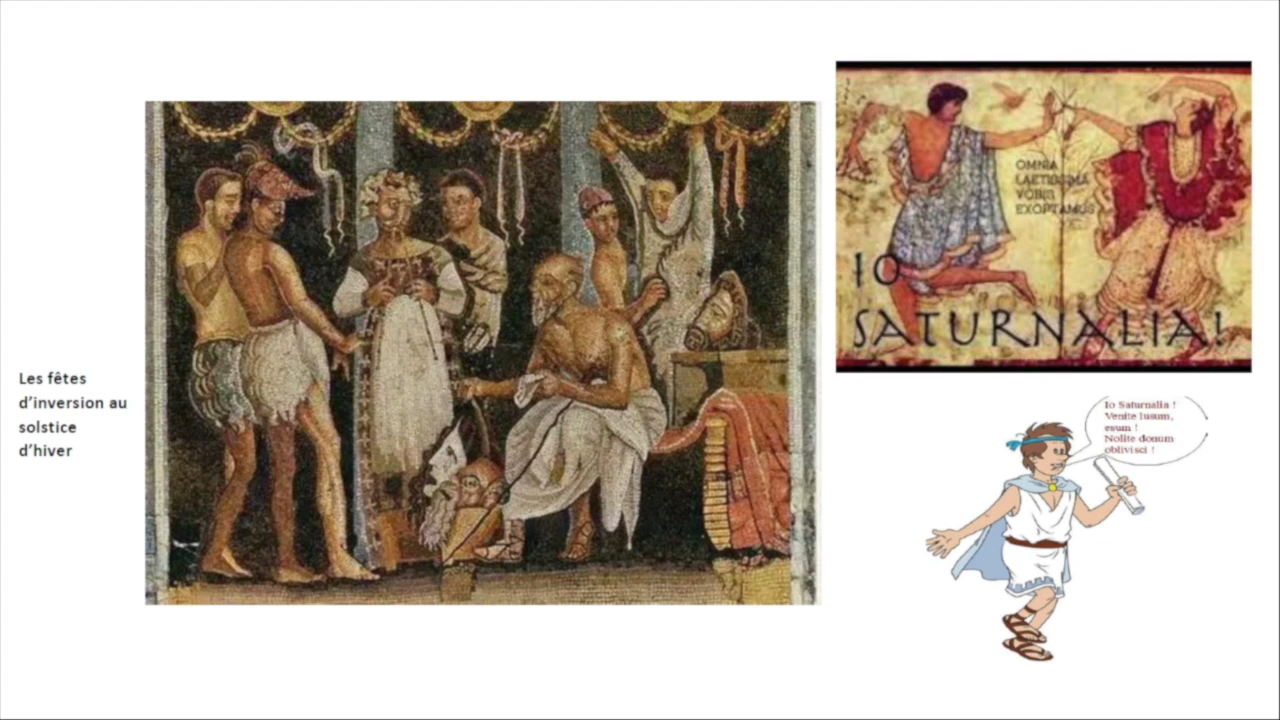 Les fêtes
d'inversion au
solstice
d'hiver
OMNIA
LAETISSIMA
VOBIS
EXOPTAMUS
IO
SATURNALIA!
Io Saturnalia !
Venite lusum,
esum !
Nolite donum
oblivisci !